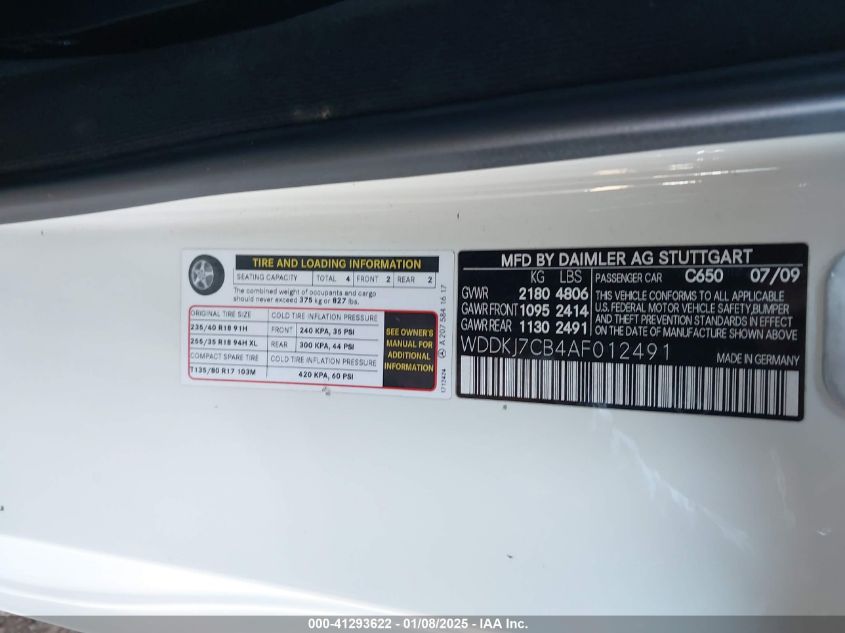 TIRE AND LOADING INFORMATION
SEATING CAPACITY TOTAL 4 FRONT 2 REAR 2
The combined weight of occupants and cargo
should never exceed 375 kg or 827 lbs.
ORIGINAL TIRE SIZE COLD TIRE INFLATION PRESSURE
235/40 R18 91H FRONT 240 KPA, 35 PSI
255/35 R18 94H XL REAR 300 KPA, 44 PSI
COMPACT SPARE TIRE COLD TIRE INFLATION PRESSURE
T135/80 R17 103M 420 KPA, 60 PSI
SEE OWNER'S
MANUAL FOR
ADDITIONAL
INFORMATION
A 207 584 16 17
1712424
MFD BY DAIMLER AG STUTTGART
KG LBS PASSENGER CAR C650 07/09
GVWR 2180 4806
GAWR FRONT 1095 2414
GAWR REAR 1130 2491
THIS VEHICLE CONFORMS TO ALL APPLICABLE
U.S. FEDERAL MOTOR VEHICLE SAFETY,BUMPER
AND THEFT PREVENTION STANDARDS IN
EFFECT ON THE DATE OF
MANUFACTURE SHOWN ABOVE
WDDKJ7CB4AF012491
MADE IN GERMANY
000-41293622 - 01/08/2025 - IAAI, Inc.